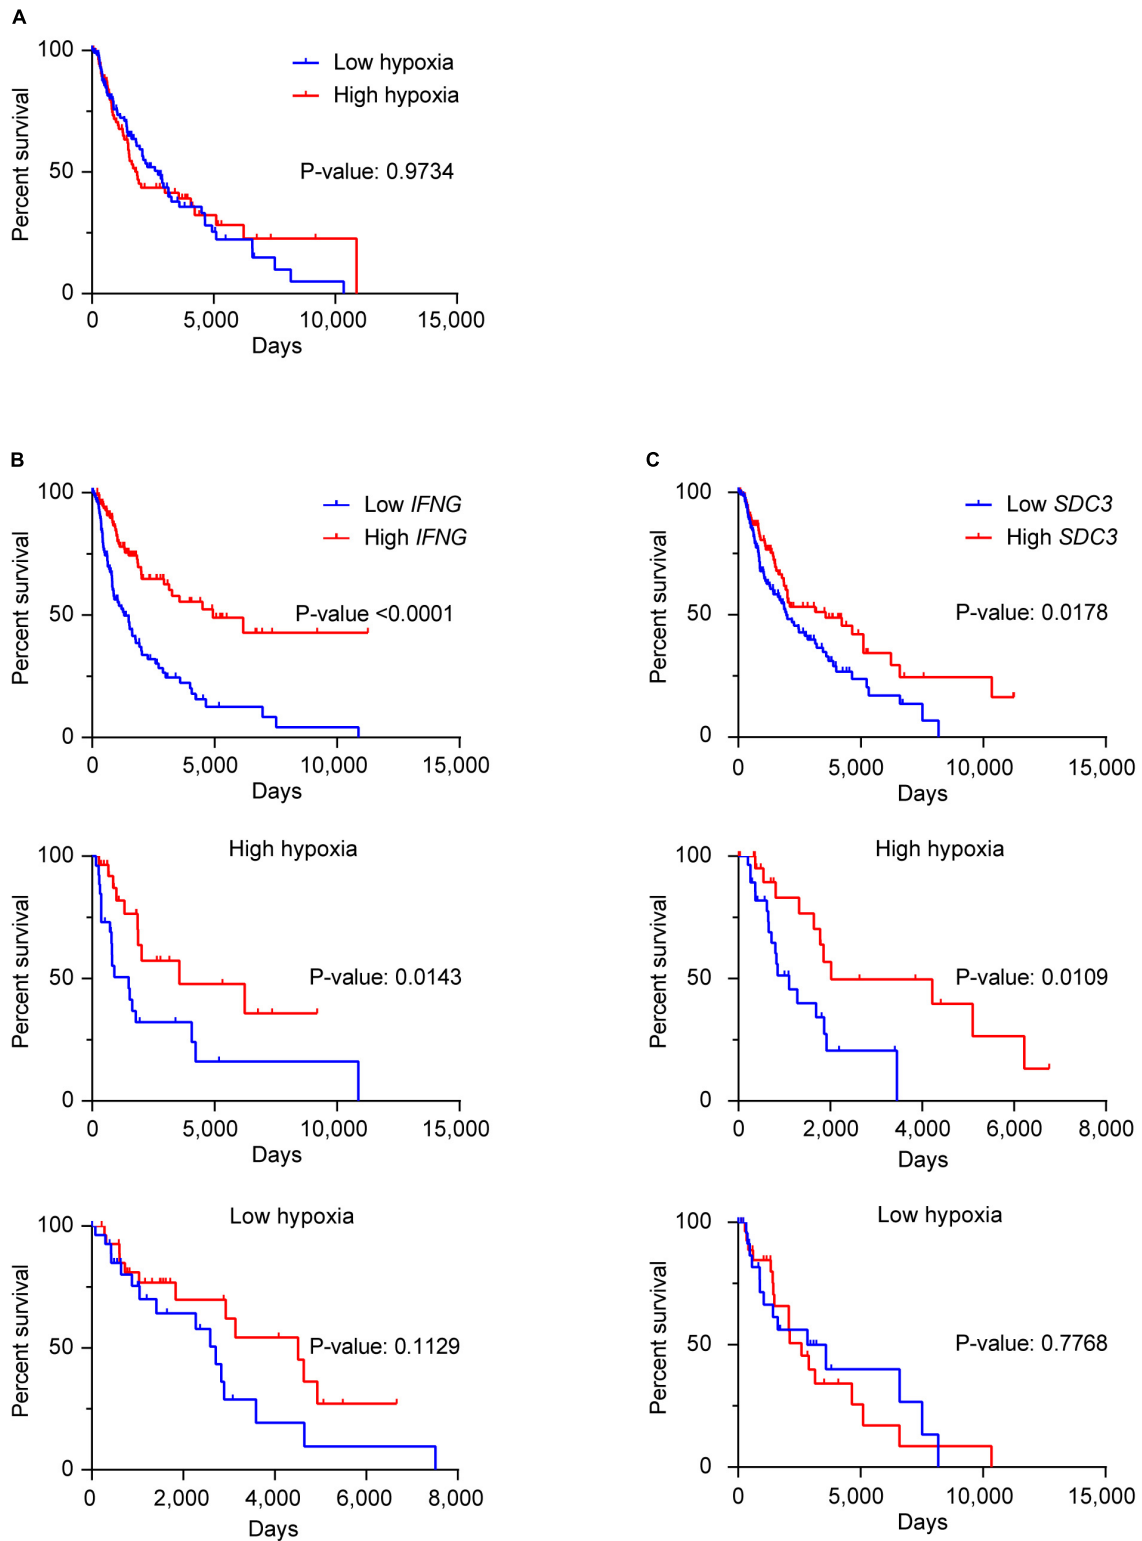 A
100
50
0
Percent survival
Low hypoxia
High hypoxia
P-value: 0.9734
0 5,000 10,000 15,000
Days
B
100
50
0
Percent survival
Low IFNG
High IFNG
P-value <0.0001
0 5,000 10,000 15,000
Days
High hypoxia
100
50
0
Percent survival
P-value: 0.0143
0 5,000 10,000 15,000
Days
Low hypoxia
100
50
0
Percent survival
P-value: 0.1129
0 2,000 4,000 6,000 8,000
Days
C
100
50
0
Percent survival
Low SDC3
High SDC3
P-value: 0.0178
0 5,000 10,000 15,000
Days
High hypoxia
100
50
0
Percent survival
P-value: 0.0109
0 2,000 4,000 6,000 8,000
Days
Low hypoxia
100
50
0
Percent survival
P-value: 0.7768
0 5,000 10,000 15,000
Days